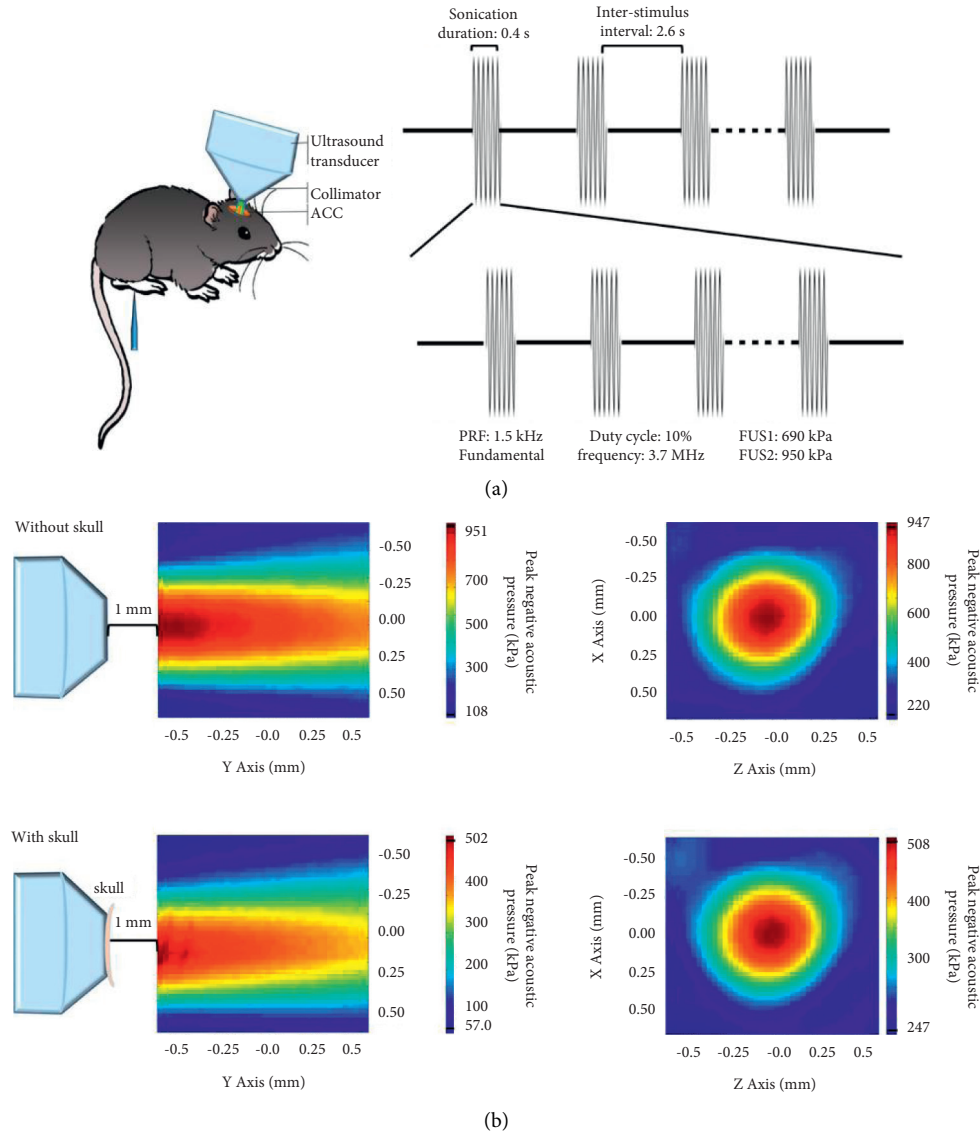 Sonication
duration: 0.4 s
Inter-stimulus
interval: 2.6 s
Ultrasound
transducer
Collimator
ACC
PRF: 1.5 kHz
Fundamental
Duty cycle: 10%
frequency: 3.7 MHz
FUS1: 690 kPa
FUS2: 950 kPa
(a)
Without skull
1 mm
-0.50
-0.25
0.00
0.25
0.50
-0.5 -0.25 -0.0 0.25 0.5
Y Axis (mm)
951
700
500
300
108
Peak negative acoustic
pressure (kPa)
X Axis (mm)
-0.50
-0.25
0.00
0.25
0.50
-0.5 -0.25 -0.0 0.25 0.5
Z Axis (mm)
947
800
600
400
220
Peak negative acoustic
pressure (kPa)
With skull
skull
1 mm
-0.50
-0.25
0.00
0.25
0.50
-0.5 -0.25 -0.0 0.25 0.5
Y Axis (mm)
502
400
300
200
100
57.0
Peak negative acoustic
pressure (kPa)
X Axis (mm)
-0.50
-0.25
0.00
0.25
0.50
-0.5 -0.25 -0.0 0.25 0.5
Z Axis (mm)
508
400
300
247
Peak negative acoustic
pressure (kPa)
(b)